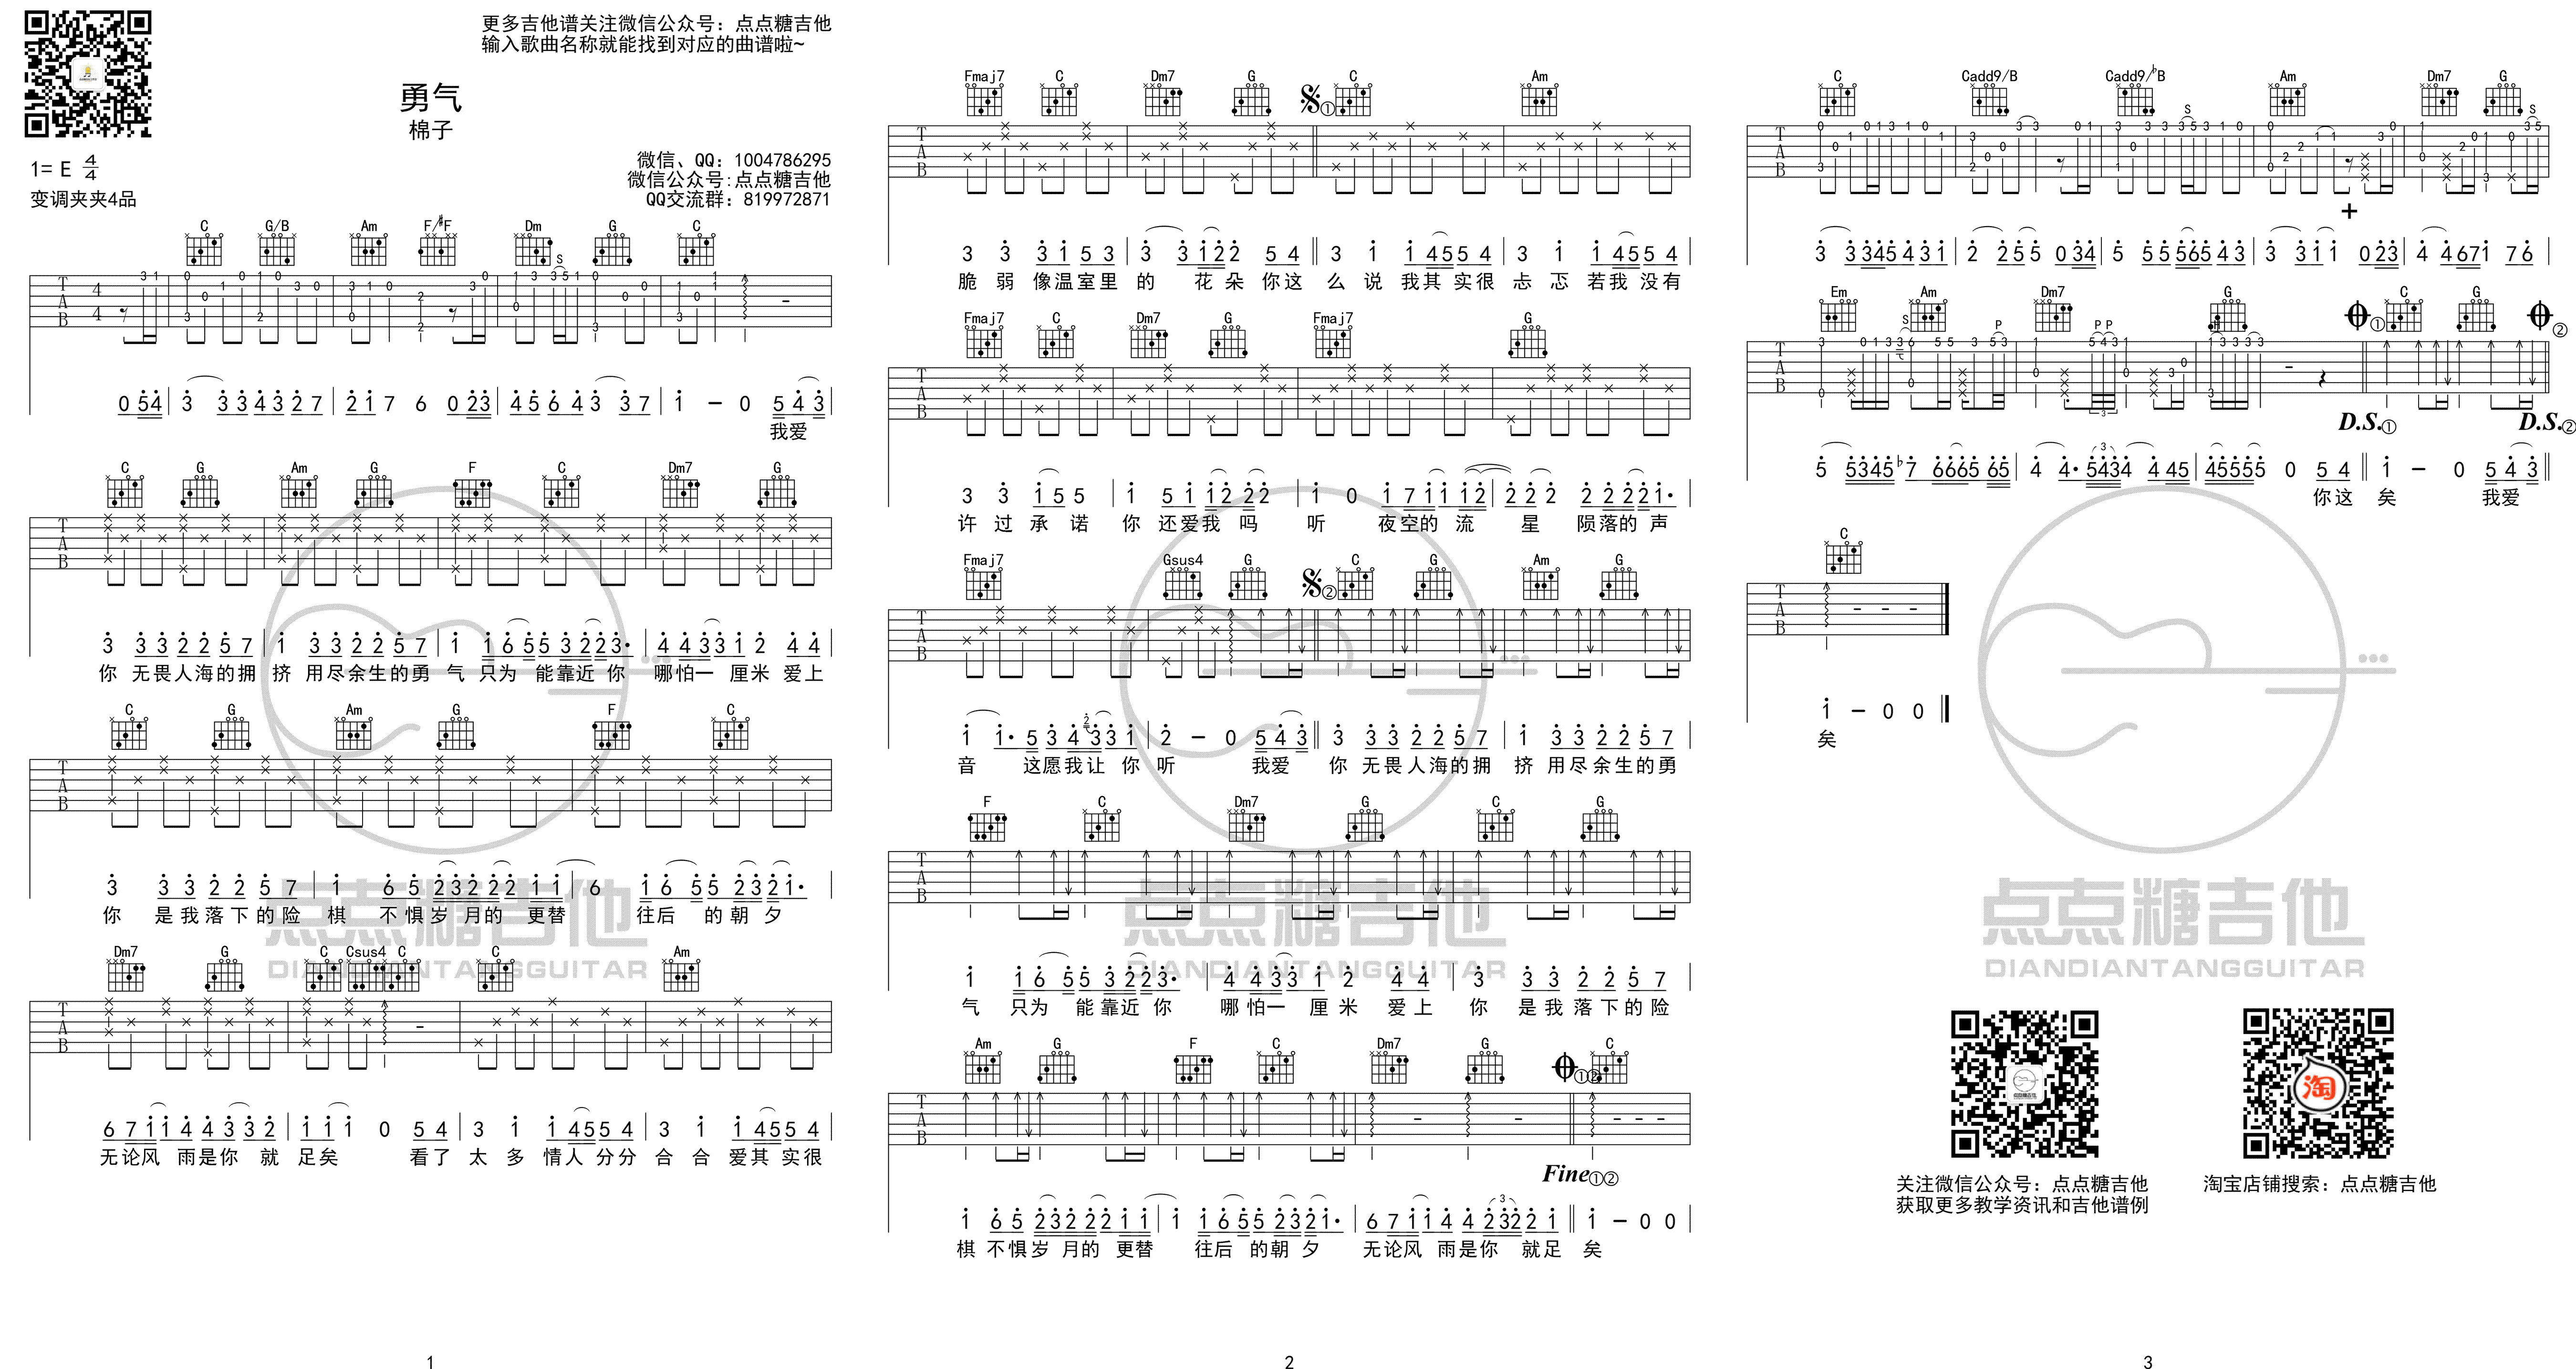 更多吉他谱关注微信公众号：点点糖吉他
输入歌曲名称就能找到对应的曲谱啦~
勇气
棉子
1= E 4/4
变调夹夹4品
微信、QQ：1004786295
微信公众号:点点糖吉他
QQ交流群：819972871
C G/B Am F/#F Dm G C
0 5 4 3 3 3 4 3 2 7 2 1 7 6 0 2 3 4 5 6 4 3 3 7 1 — 0 5 4 3
我爱
C G Am G F C Dm7 G
3 3 3 2 2 5 7 1 3 3 2 2 5 7 1 1 6 5 5 3 2 2 3· 4 4 3 3 1 2 4 4
你 无畏人海的拥 挤 用尽余生的勇 气 只为 能靠近 你 哪怕一 厘米 爱上
C G Am G F C
3 3 3 2 2 5 7 1 6 5 2 3 2 2 2 1 1 6 1 6 5 5 2 3 2 1·
你 是我落下的险 棋 不惧岁 月的 更替 往后 的朝 夕
Dm7 G C Csus4 C C Am
6 7 1 1 4 4 3 3 2 1 1 1 0 5 4 3 1 1 4 5 5 4 3 1 1 4 5 5 4
无论风 雨是你 就 足矣 看了 太 多 情人 分分 合 合 爱其 实很
1
Fmaj7 C Dm7 G ① C Am
3 3 3 1 5 3 3 3 1 2 2 5 4 3 1 1 4 5 5 4 3 1 1 4 5 5 4
脆 弱 像温室里 的 花 朵 你这 么 说 我其 实很 忐 忑 若我 没有
Fmaj7 C Dm7 G Fmaj7 G
3 3 1 5 5 1 5 1 1 2 2 2 1 0 1 7 1 1 1 2 2 2 2 2 2 2 2 1·
许 过 承 诺 你 还爱我 吗 听 夜空的 流 星 陨落的 声
Fmaj7 Gsus4 G ② C G Am G
1 1· 5 3 4 3 3 1 2 — 0 5 4 3 3 3 3 2 2 5 7 1 3 3 2 2 5 7
音 这愿我让 你 听 我爱 你 无畏人海的拥 挤 用尽余生的勇
F C Dm7 G C G
1 1 6 5 5 3 2 2 3· 4 4 3 3 1 2 4 4 3 3 3 2 2 5 7
气 只为 能靠近 你 哪怕一 厘米 爱上 你 是我落下的险
Am G F C Dm7 G ①② C
Fine①②
1 6 5 2 3 2 2 2 1 1 1 1 6 5 5 2 3 2 1· 6 7 1 1 4 4 2 3 2 2 1 1 — 0 0
棋 不惧岁 月的 更替 往后 的朝 夕 无论风 雨是你 就足 矣
2
C Cadd9/B Cadd9/♭B Am Dm7 G
3 3 3 4 5 4 3 1 2 2 5 5 0 3 4 5 5 5 5 6 5 4 3 3 3 1 1 0 2 3 4 4 6 7 1 7 6
Em Am Dm7 G ① C G ②
D.S.① D.S.②
5 5 3 4 5 ♭7 6 6 6 5 6 5 4 4· 5 4 3 4 4 4 5 4 5 5 5 5 0 5 4 1 — 0 5 4 3
你这 矣 我爱
C
1 — 0 0
矣
点点糖吉他
DIANDIANTANGGUITAR
淘
关注微信公众号：点点糖吉他
获取更多教学资讯和吉他谱例
淘宝店铺搜索：点点糖吉他
3